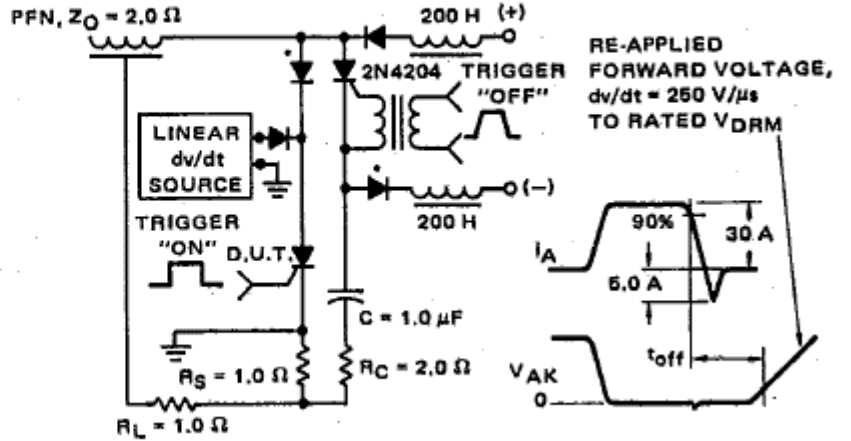 PFN, Z₀ = 2.0 Ω
200 H (+)
2N4204
TRIGGER
"OFF"
LINEAR
dv/dt
SOURCE
(−)
200 H
TRIGGER
"ON"
D.U.T.
C = 1.0 μF
R_S = 1.0 Ω
R_C = 2.0 Ω
R_L = 1.0 Ω
RE-APPLIED
FORWARD VOLTAGE,
dv/dt = 250 V/μs
TO RATED V_DRM
90%
30 A
i_A
5.0 A
t_off
V_AK
0